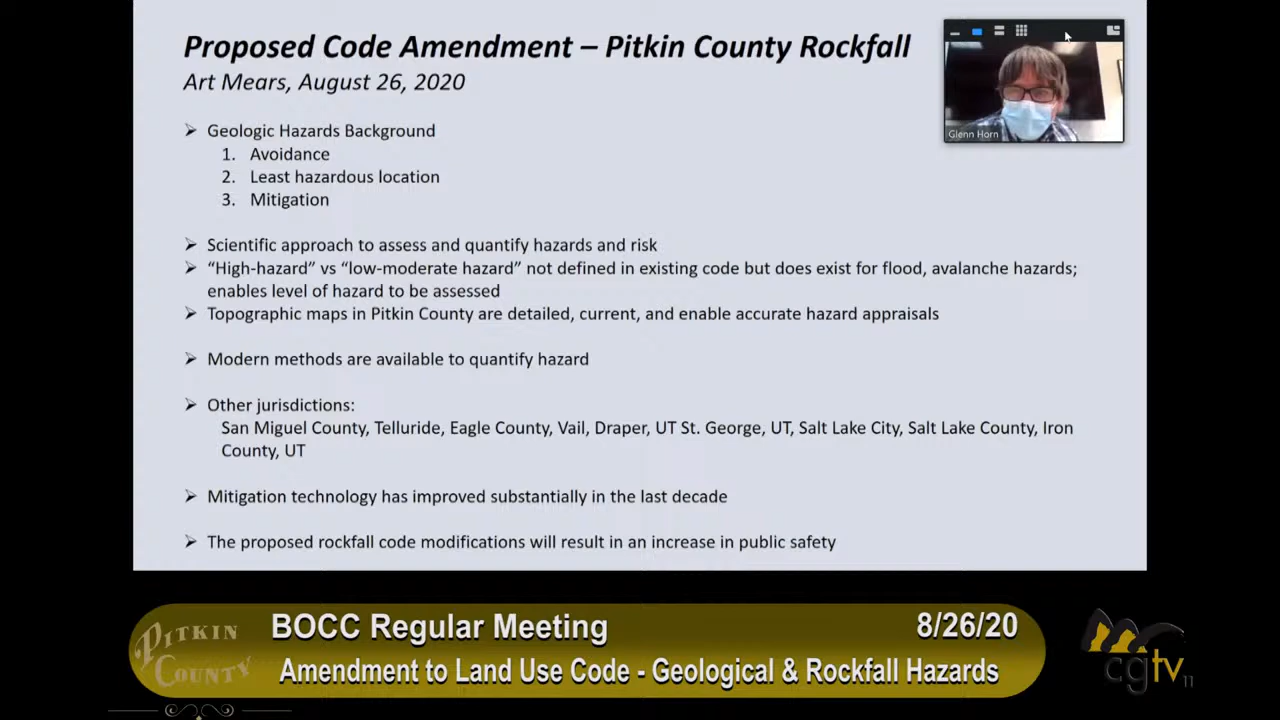 Proposed Code Amendment – Pitkin County Rockfall
Art Mears, August 26, 2020
➢ Geologic Hazards Background
1. Avoidance
2. Least hazardous location
3. Mitigation
➢ Scientific approach to assess and quantify hazards and risk
➢ “High-hazard” vs “low-moderate hazard” not defined in existing code but does exist for flood, avalanche hazards;
enables level of hazard to be assessed
➢ Topographic maps in Pitkin County are detailed, current, and enable accurate hazard appraisals
➢ Modern methods are available to quantify hazard
➢ Other jurisdictions:
San Miguel County, Telluride, Eagle County, Vail, Draper, UT St. George, UT, Salt Lake City, Salt Lake County, Iron
County, UT
➢ Mitigation technology has improved substantially in the last decade
➢ The proposed rockfall code modifications will result in an increase in public safety
Glenn Horn
PITKIN
COUNTY
BOCC Regular Meeting 8/26/20
Amendment to Land Use Code - Geological & Rockfall Hazards
cgtv11